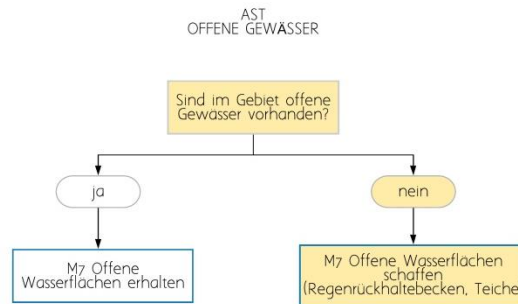 AST
OFFENE GEWÄSSER
Sind im Gebiet offene
Gewässer vorhanden?
ja
nein
M7 Offene
Wasserflächen erhalten
M7 Offene Wasserflächen
schaffen
(Regenrückhaltebecken, Teiche